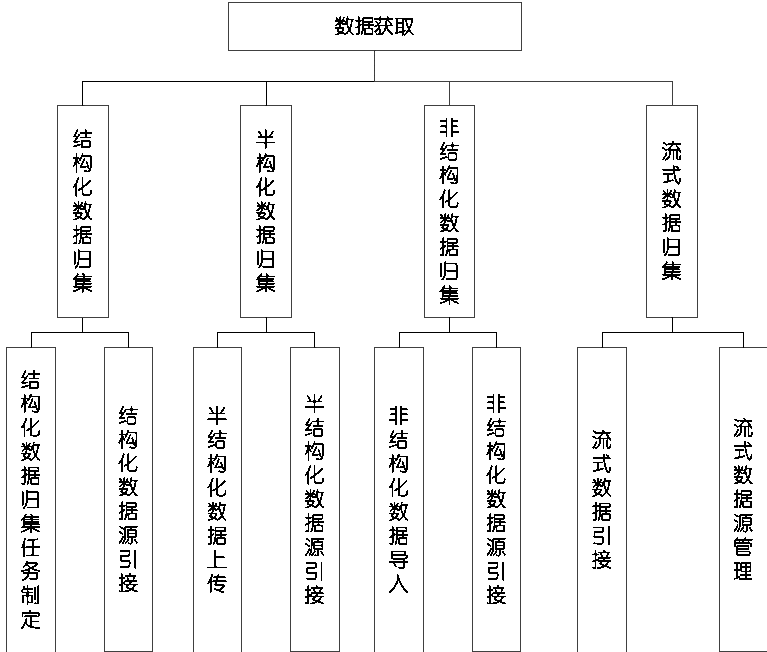 数据获取
结构化数据归集
半构化数据归集
非结构化数据归集
流式数据归集
结构化数据归集任务制定
结构化数据源引接
半结构化数据上传
半结构化数据源引接
非结构化数据导入
非结构化数据源引接
流式数据引接
流式数据源管理